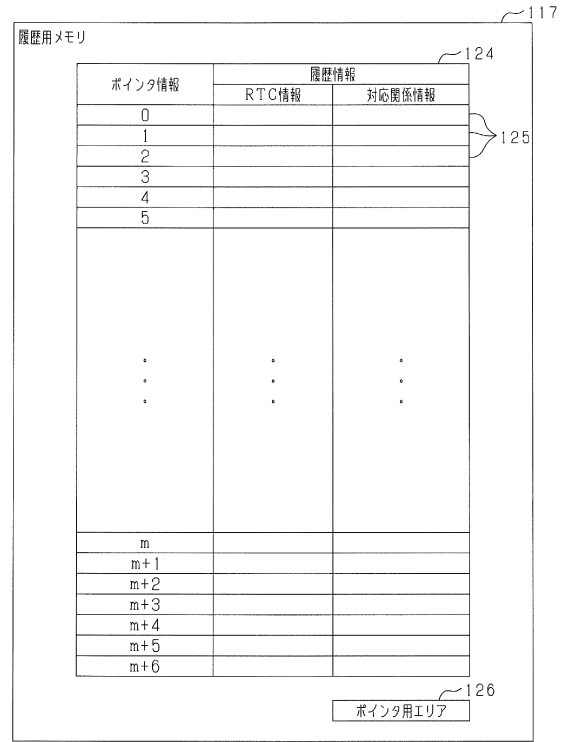 117
履歴用メモリ
124
ポインタ情報 履歴情報
RTC情報 対応関係情報
0
1
2
125
3
4
5
m
m+1
m+2
m+3
m+4
m+5
m+6
126
ポインタ用エリア